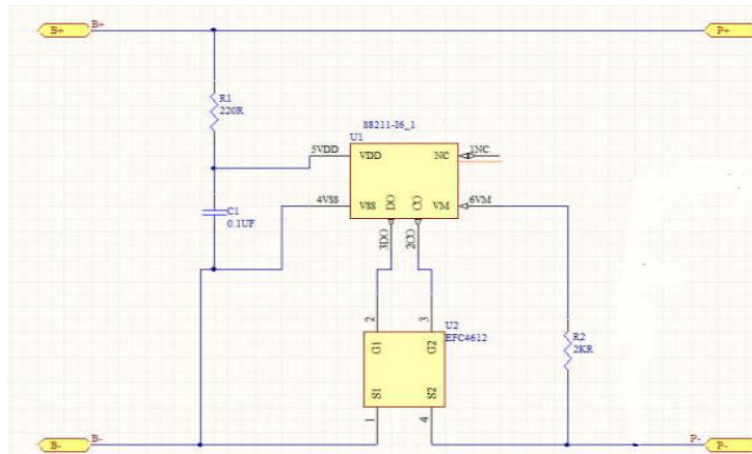 B+ B+ P+
R1
220R
S8211-I6_1
U1
5VDD VDD NC 1NC
4VSS VSS DO CO VM 6VM
C1
0.1UF
3DO 2CO
2 3
U2
EFC4612
G1 G2
R2
2KR
S1 S2
1 4
B- B- P- P-